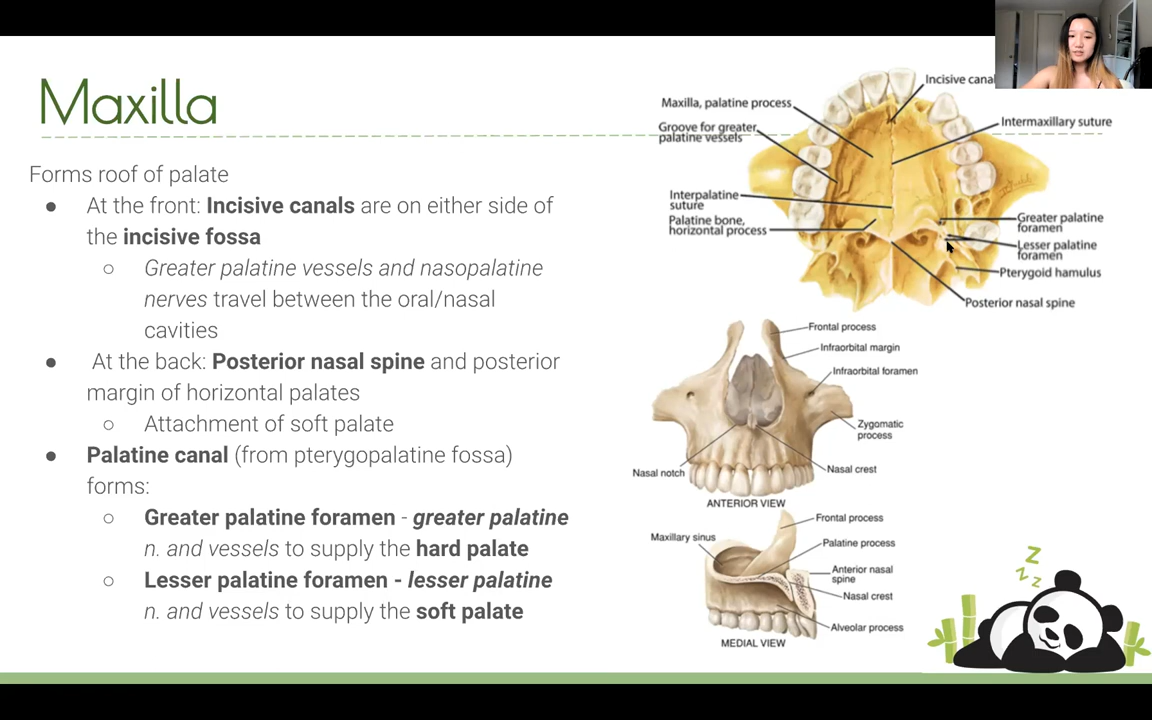 Maxilla
Forms roof of palate
● At the front: Incisive canals are on either side of
the incisive fossa
○ Greater palatine vessels and nasopalatine
nerves travel between the oral/nasal
cavities
● At the back: Posterior nasal spine and posterior
margin of horizontal palates
○ Attachment of soft palate
● Palatine canal (from pterygopalatine fossa)
forms:
○ Greater palatine foramen - greater palatine
n. and vessels to supply the hard palate
○ Lesser palatine foramen - lesser palatine
n. and vessels to supply the soft palate
Incisive canal
Maxilla, palatine process
Groove for greater
palatine vessels
Intermaxillary suture
Interpalatine
suture
Palatine bone,
horizontal process
Greater palatine
foramen
Lesser palatine
foramen
Pterygoid hamulus
Posterior nasal spine
Frontal process
Infraorbital margin
Infraorbital foramen
Zygomatic
process
Nasal notch
Nasal crest
ANTERIOR VIEW
Frontal process
Maxillary sinus
Palatine process
Anterior nasal
spine
Nasal crest
Alveolar process
MEDIAL VIEW
Z
Z
Z